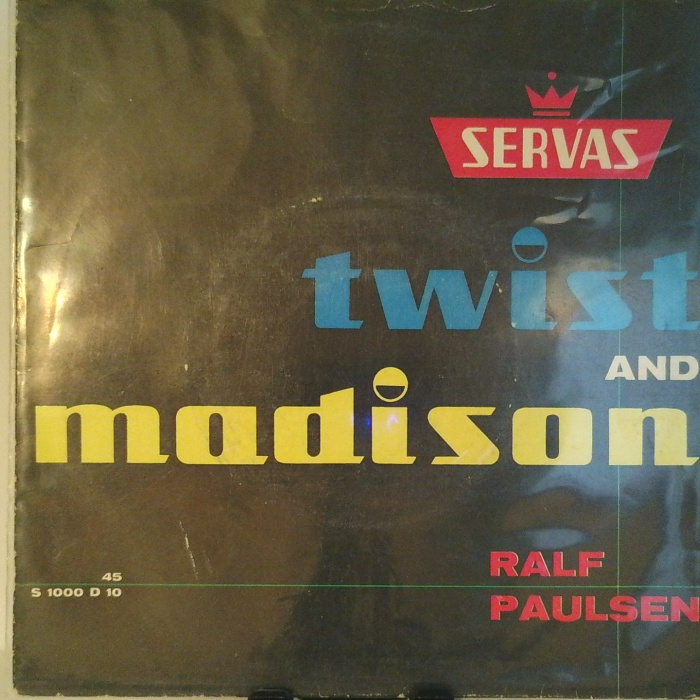 SERVAS
twist
AND
madison
RALF
PAULSEN
45
S 1000 D 10